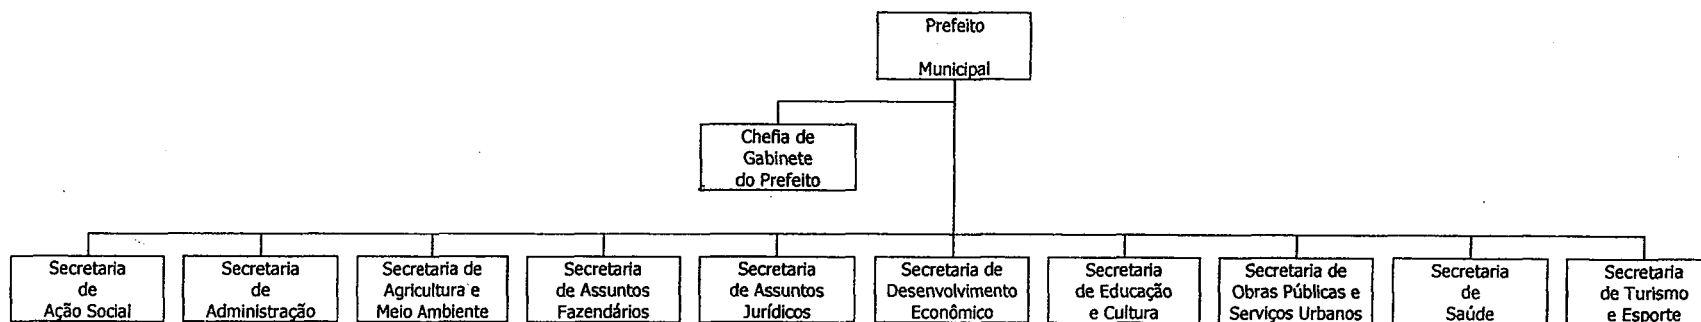 Prefeito
Municipal
Chefia de
Gabinete
do Prefeito
Secretaria
de
Ação Social
Secretaria
de
Administração
Secretaria de
Agricultura e
Meio Ambiente
Secretaria
de Assuntos
Fazendários
Secretaria
de Assuntos
Jurídicos
Secretaria de
Desenvolvimento
Econômico
Secretaria
de Educação
e Cultura
Secretaria de
Obras Públicas e
Serviços Urbanos
Secretaria
de
Saúde
Secretaria
de Turismo
e Esporte